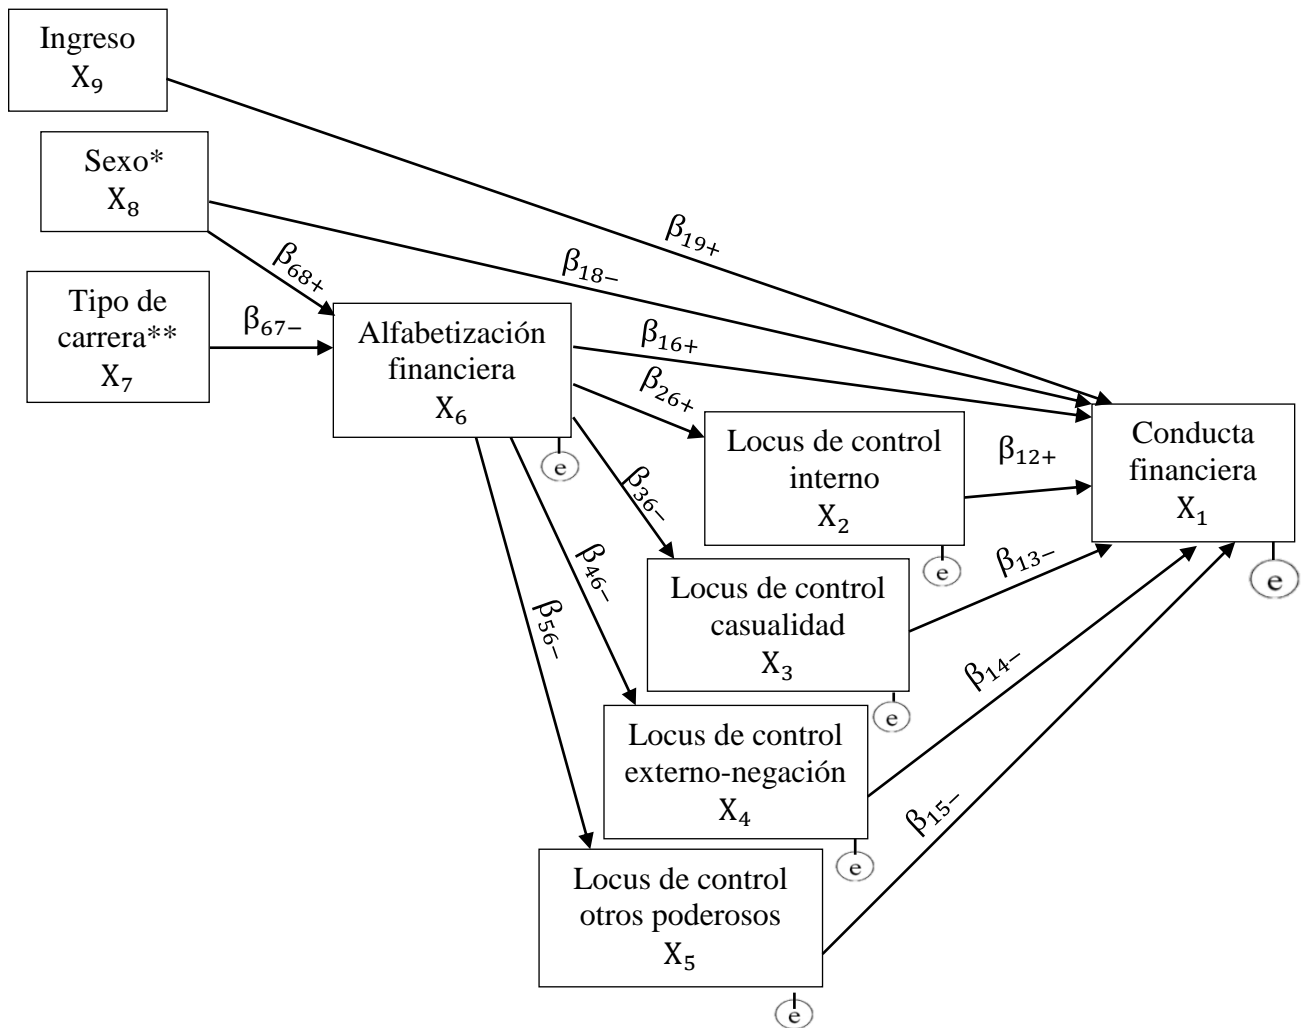 Ingreso
X₉
Sexo*
X₈
β₁₉₊
β₁₈₋
β₆₈₊
Tipo de
carrera**
X₇
β₆₇₋
Alfabetización
financiera
X₆
e
β₁₆₊
β₂₆₊
β₃₆₋
β₄₆₋
β₅₆₋
Locus de control
interno
X₂
e
β₁₂₊
Conducta
financiera
X₁
e
Locus de control
casualidad
X₃
e
β₁₃₋
Locus de control
externo-negación
X₄
e
β₁₄₋
Locus de control
otros poderosos
X₅
e
β₁₅₋